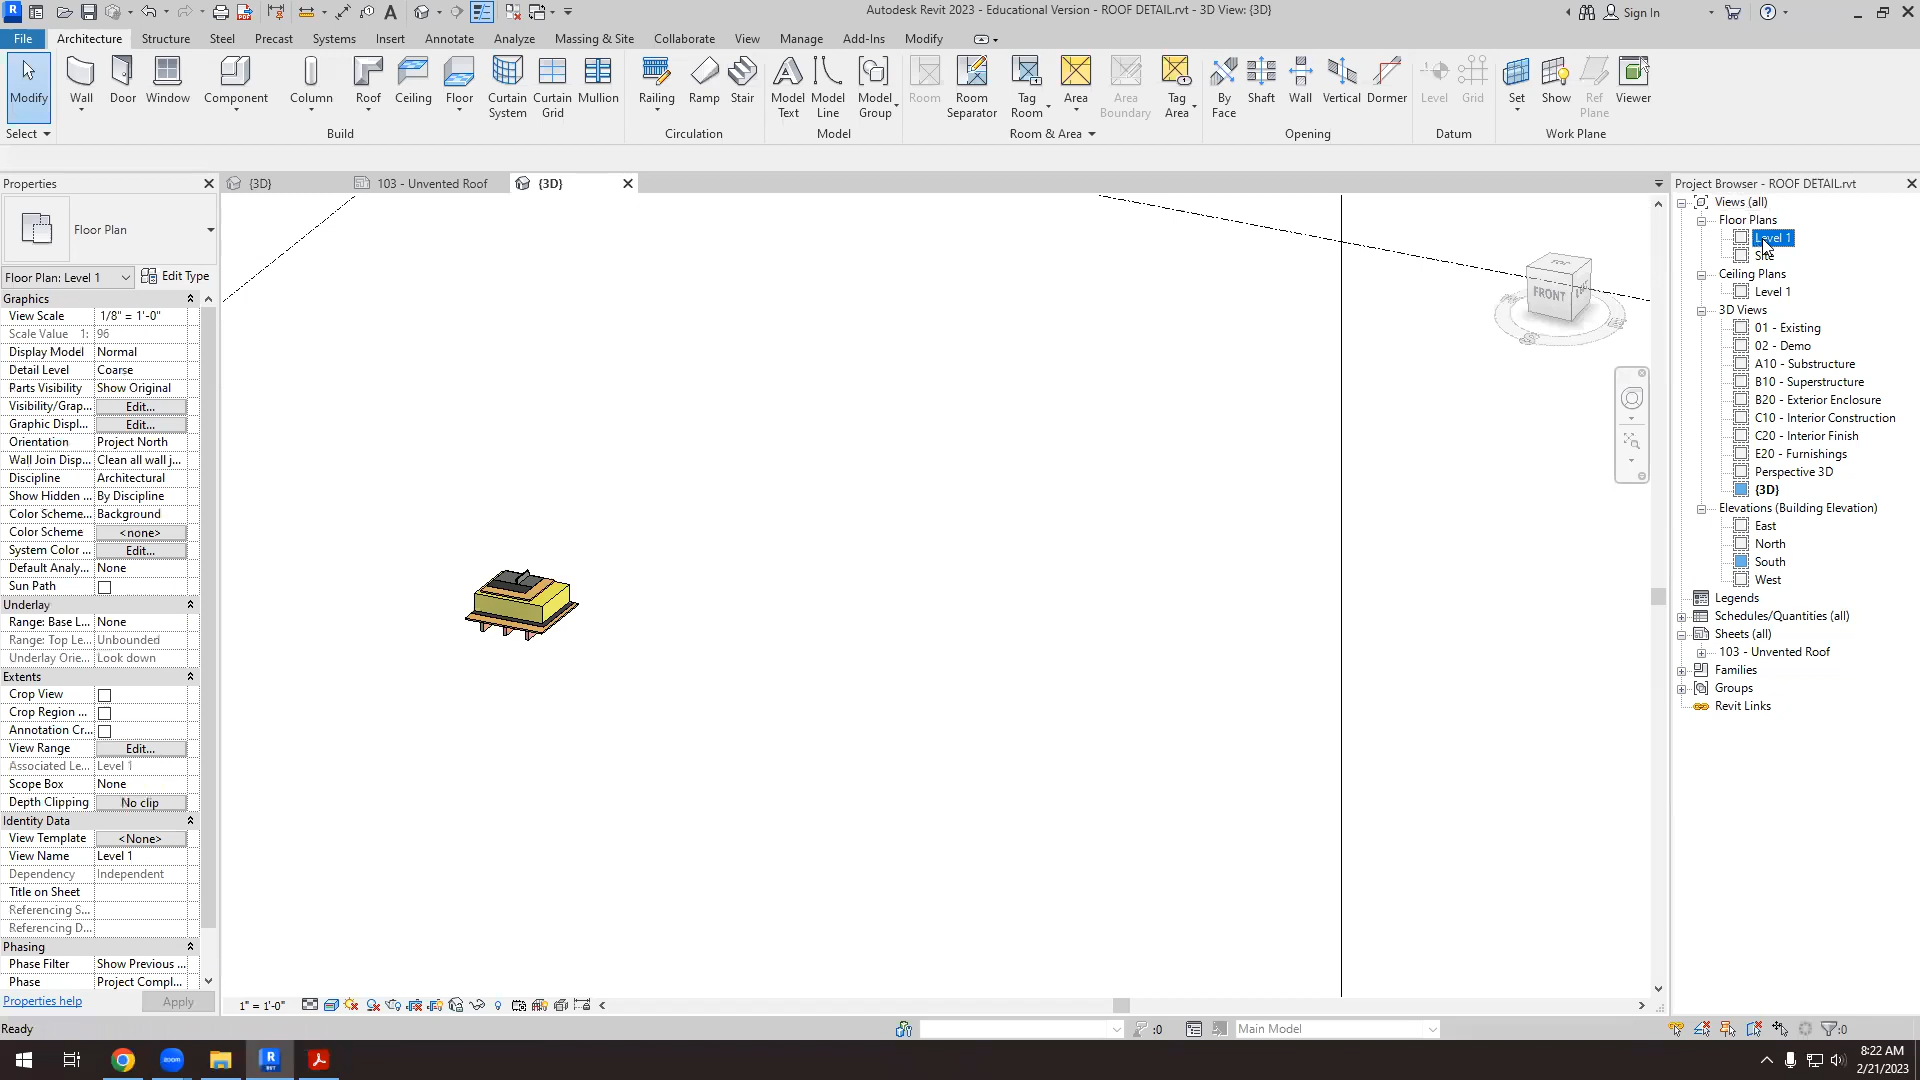 Autodesk Revit 2023 - Educational Version - ROOF DETAIL.rvt - 3D View: {3D}
Sign In
File Architecture Structure Steel Precast Systems Insert Annotate Analyze Massing & Site Collaborate View Manage Add-Ins Modify
Modify Wall Door Window Component Column Roof Ceiling Floor Curtain System Curtain Grid Mullion Railing Ramp Stair Model Text Model Line Model Group Room Room Separator Tag Room Area Area Boundary Tag Area By Face Shaft Wall Vertical Dormer Level Grid Set Show Ref Plane Viewer
Select Build Circulation Model Room & Area Opening Datum Work Plane
Properties
{3D} 103 - Unvented Roof {3D}
Project Browser - ROOF DETAIL.rvt
Floor Plan
Floor Plan: Level 1 Edit Type
Graphics
View Scale 1/8" = 1'-0"
Scale Value 1: 96
Display Model Normal
Detail Level Coarse
Parts Visibility Show Original
Visibility/Grap... Edit...
Graphic Displ... Edit...
Orientation Project North
Wall Join Disp... Clean all wall j...
Discipline Architectural
Show Hidden ... By Discipline
Color Scheme... Background
Color Scheme <none>
System Color ... Edit...
Default Analy... None
Sun Path
Underlay
Range: Base L... None
Range: Top Le... Unbounded
Underlay Orie... Look down
Extents
Crop View
Crop Region ...
Annotation Cr...
View Range Edit...
Associated Le... Level 1
Scope Box None
Depth Clipping No clip
Identity Data
View Template <None>
View Name Level 1
Dependency Independent
Title on Sheet
Referencing S...
Referencing D...
Phasing
Phase Filter Show Previous ...
Phase Project Compl...
Properties help Apply
TOP
FRONT
Views (all)
Floor Plans
Level 1
Site
Ceiling Plans
Level 1
3D Views
01 - Existing
02 - Demo
A10 - Substructure
B10 - Superstructure
B20 - Exterior Enclosure
C10 - Interior Construction
C20 - Interior Finish
E20 - Furnishings
Perspective 3D
{3D}
Elevations (Building Elevation)
East
North
South
West
Legends
Schedules/Quantities (all)
Sheets (all)
103 - Unvented Roof
Families
Groups
Revit Links
1" = 1'-0"
Ready
:0
Main Model
:0
8:22 AM
2/21/2023